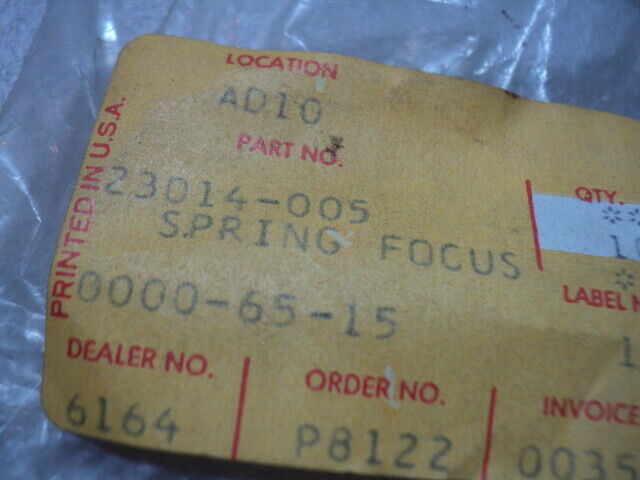 LOCATION
AD10
PART NO.
23014-005
SPRING FOCUS
0000-65-15
PRINTED IN U.S.A.
QTY.
**
LABEL
DEALER NO.
6164
ORDER NO.
P8122
INVOICE
0035